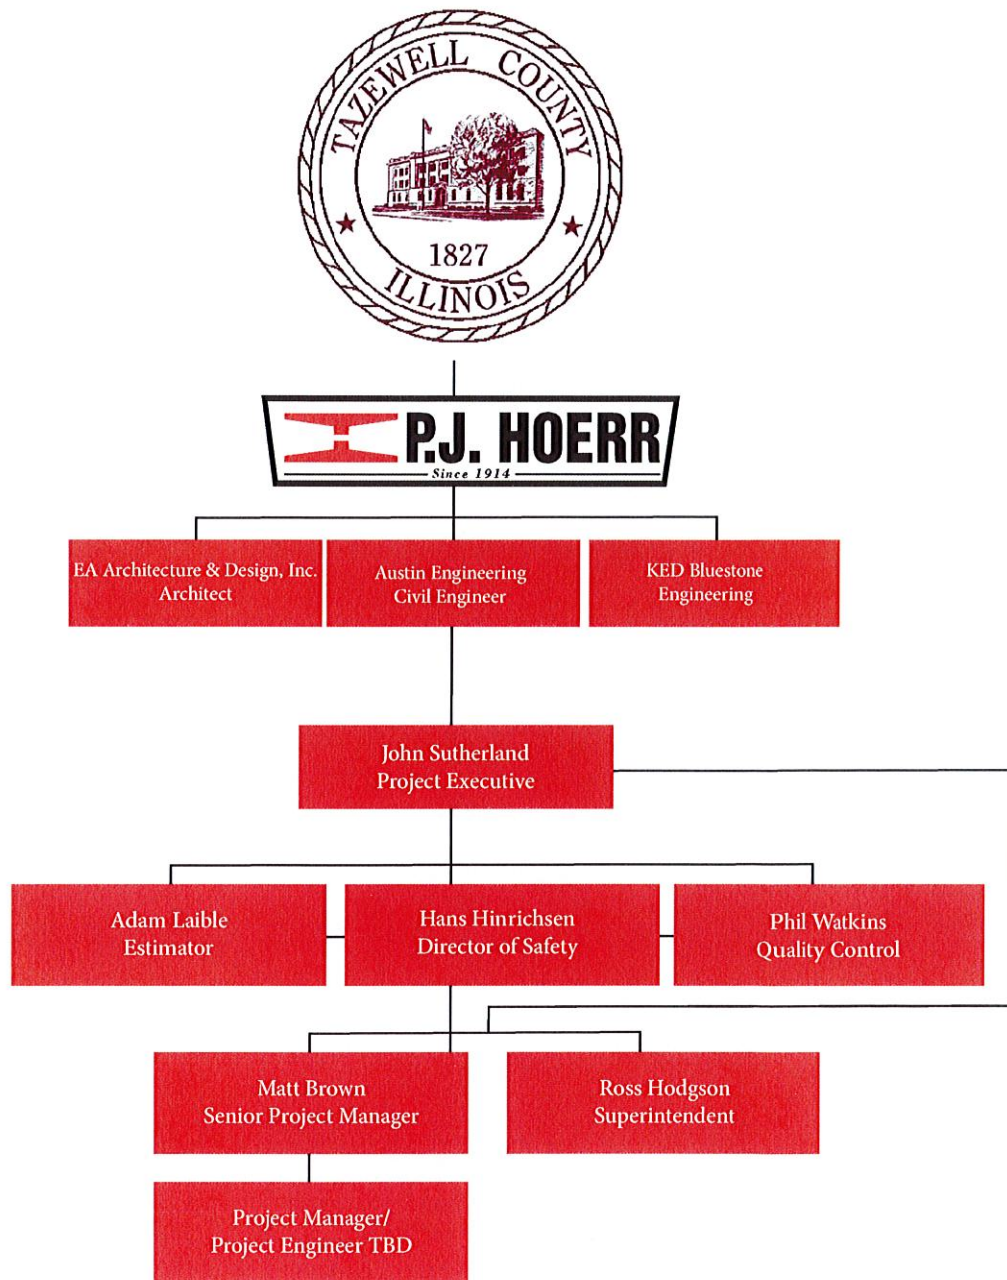 TAZEWELL COUNTY
1827
ILLINOIS
P.J. HOERR
Since 1914
EA Architecture & Design, Inc.
Architect
Austin Engineering
Civil Engineer
KED Bluestone
Engineering
John Sutherland
Project Executive
Adam Laible
Estimator
Hans Hinrichsen
Director of Safety
Phil Watkins
Quality Control
Matt Brown
Senior Project Manager
Ross Hodgson
Superintendent
Project Manager/
Project Engineer TBD